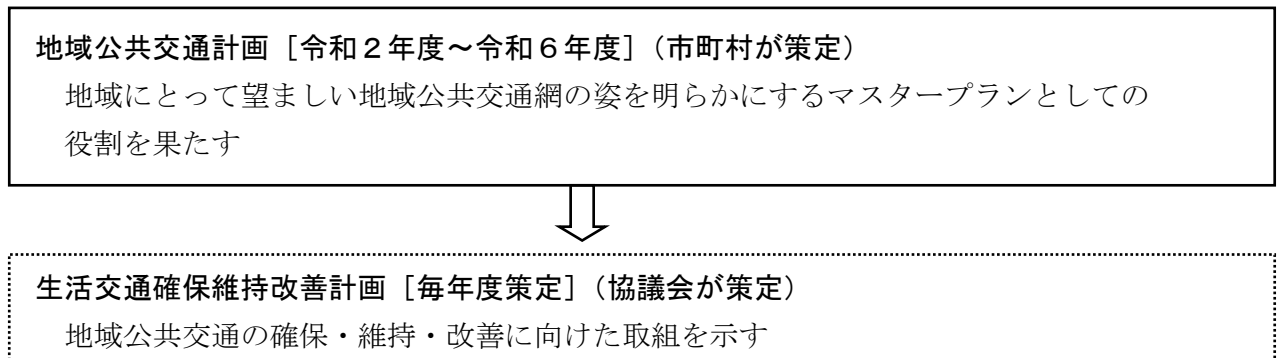 地域公共交通計画［令和２年度～令和６年度］（市町村が策定）
地域にとって望ましい地域公共交通網の姿を明らかにするマスタープランとしての
役割を果たす
生活交通確保維持改善計画［毎年度策定］（協議会が策定）
地域公共交通の確保・維持・改善に向けた取組を示す